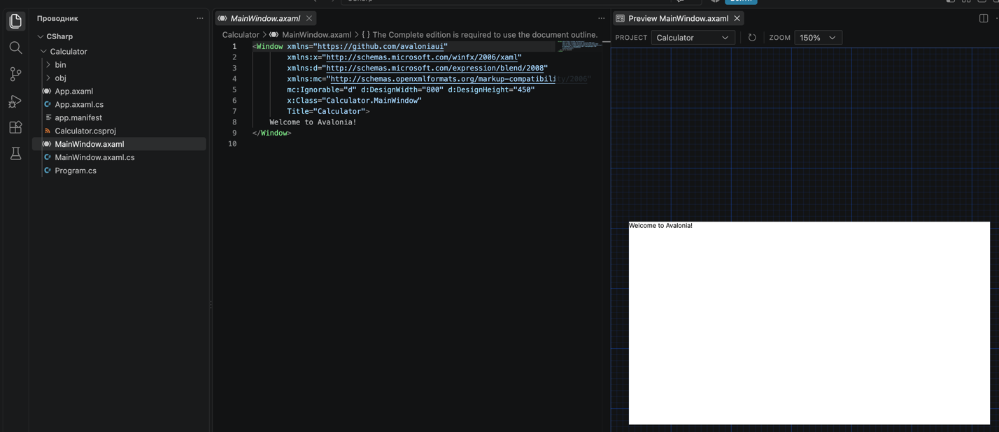 Проводник
CSharp
Calculator
bin
obj
App.axaml
App.axaml.cs
app.manifest
Calculator.csproj
MainWindow.axaml
MainWindow.axaml.cs
Program.cs
MainWindow.axaml
Calculator > MainWindow.axaml > { } The Complete edition is required to use the document outline.
1 <Window xmlns="https://github.com/avaloniaui"
2 xmlns:x="http://schemas.microsoft.com/winfx/2006/xaml"
3 xmlns:d="http://schemas.microsoft.com/expression/blend/2008"
4 xmlns:mc="http://schemas.openxmlformats.org/markup-compatibility/2006"
5 mc:Ignorable="d" d:DesignWidth="800" d:DesignHeight="450"
6 x:Class="Calculator.MainWindow"
7 Title="Calculator">
8 Welcome to Avalonia!
9 </Window>
10
Preview MainWindow.axaml
PROJECT Calculator ZOOM 150%
Welcome to Avalonia!